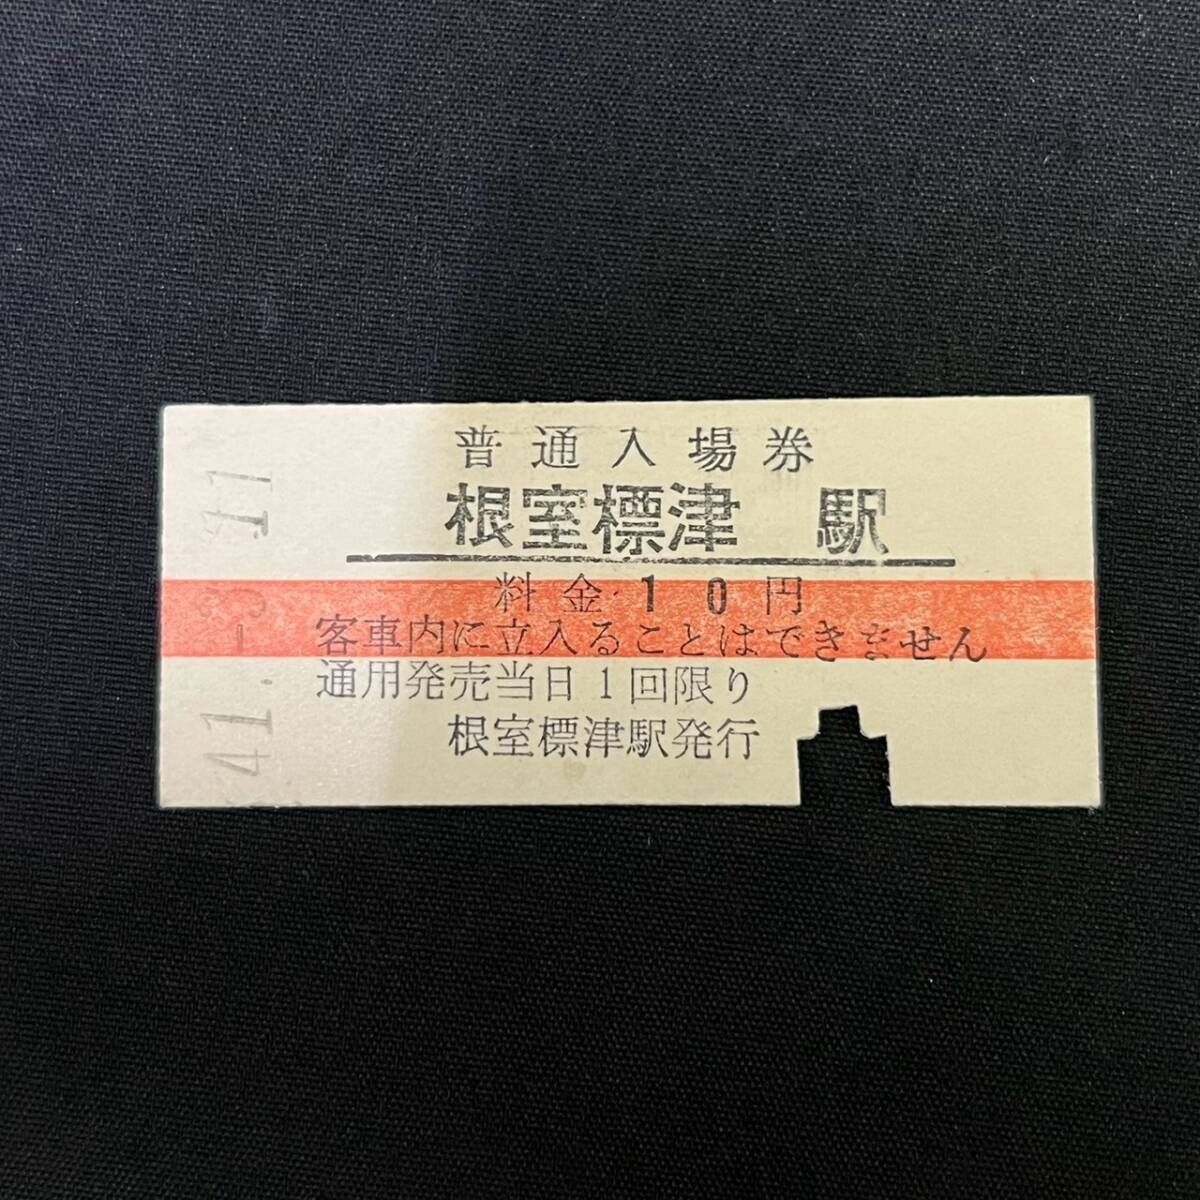 普通入場券
根室標津 駅
料金 10円
客車内に立入ることはできません
通用発売当日1回限り
根室標津駅発行
41.-3.11